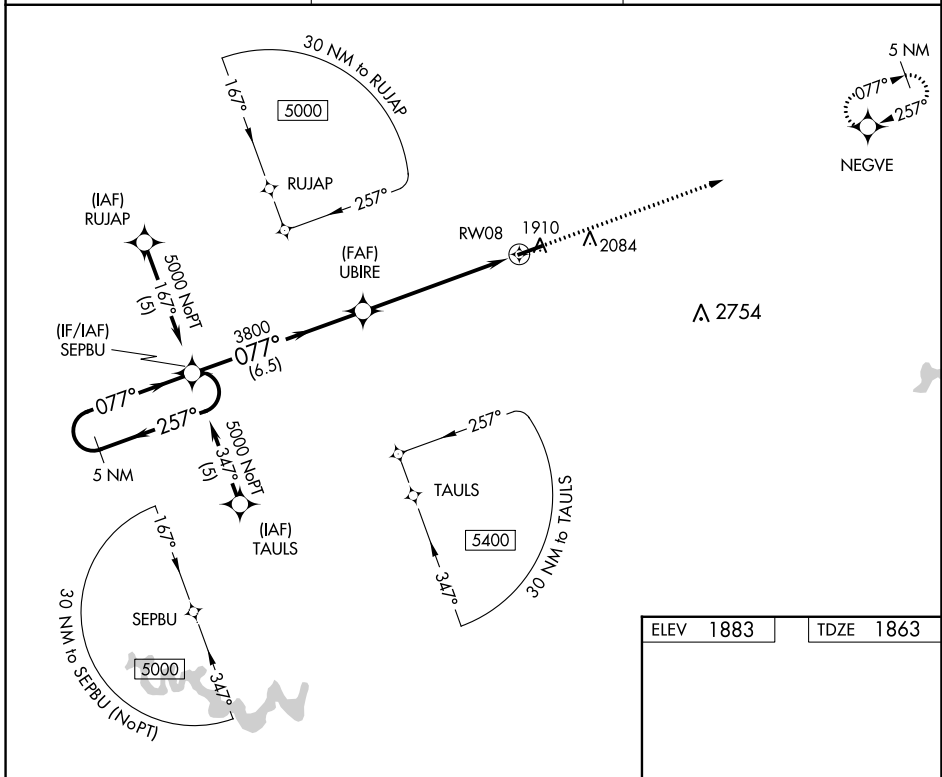 30 NM to RUJAP
167°
5000
RUJAP
257°
5 NM
077°
257°
NEGVE
(IAF)
RUJAP
5000 NoPT
167°
(5)
(FAF)
UBIRE
RW08
1910
2084
2754
(IF/IAF)
SEPBU
3800
077°
(6.5)
077°
257°
5 NM
5000 NoPT
347°
(5)
(IAF)
TAULS
257°
TAULS
5400
347°
30 NM to TAULS
167°
SEPBU
5000
347°
30 NM to SEPBU (NoPT)
ELEV 1883
TDZE 1863